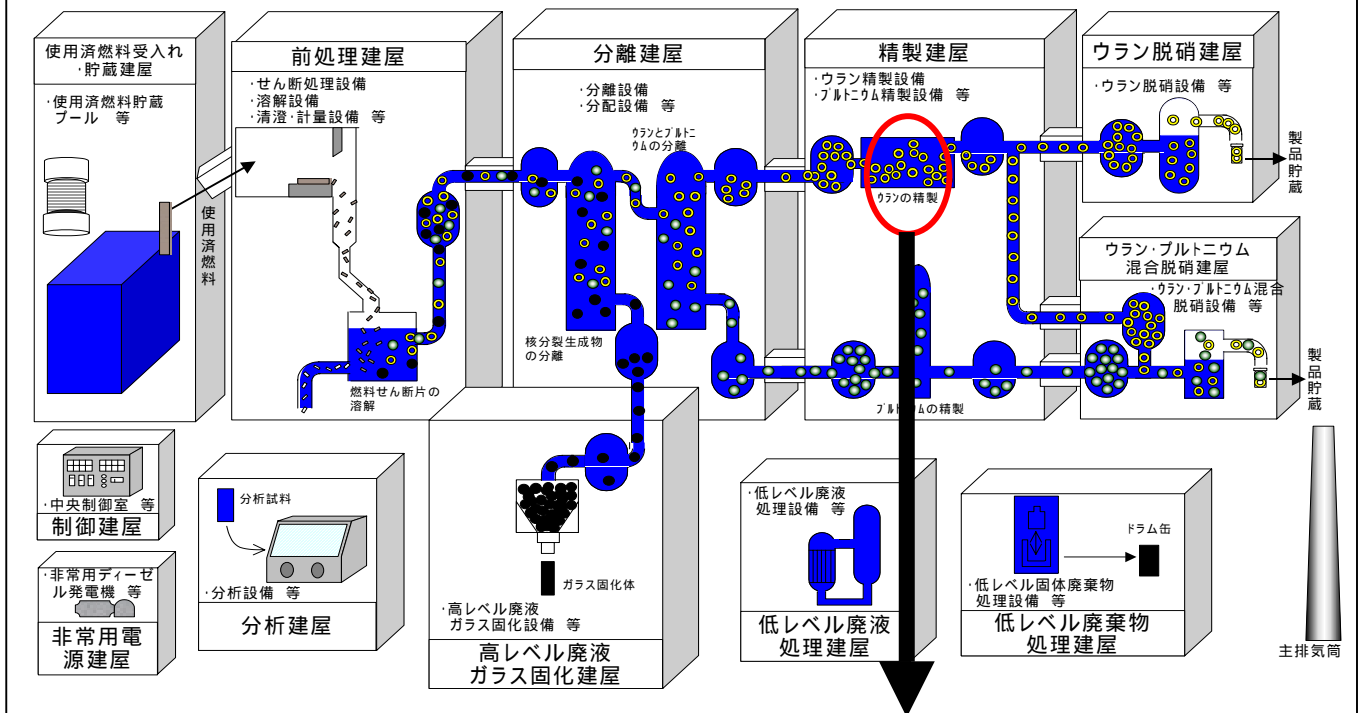 使用済燃料受入れ
・貯蔵建屋
・使用済燃料貯蔵
プール 等
使用済燃料
前処理建屋
・せん断処理設備
・溶解設備
・清澄・計量設備 等
燃料せん断片の
溶解
分離建屋
・分離設備
・分配設備 等
ウランとプルトニ
ウムの分離
核分裂生成物
の分離
精製建屋
・ウラン精製設備
・プルトニウム精製設備 等
ウランの精製
プルトニウムの精製
ウラン脱硝建屋
・ウラン脱硝設備 等
製品貯蔵
ウラン・プルトニウム
混合脱硝建屋
・ウラン・プルトニウム混合
脱硝設備 等
製品貯蔵
・中央制御室 等
制御建屋
・非常用ディーゼ
ル発電機 等
非常用電
源建屋
分析試料
・分析設備 等
分析建屋
ガラス固化体
・高レベル廃液
ガラス固化設備 等
高レベル廃液
ガラス固化建屋
・低レベル廃液
処理設備 等
低レベル廃液
処理建屋
ドラム缶
・低レベル固体廃棄物
処理設備 等
低レベル廃棄物
処理建屋
主排気筒